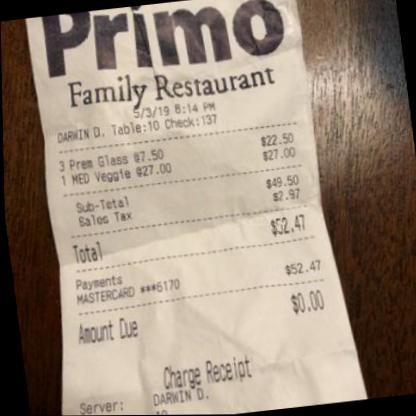 Primo
Family Restaurant
5/3/19 8:14 PM
DARWIN D. Table:10 Check:137
3 Prem Glass @7.50 $22.50
1 MED Veggie @27.00 $27.00
Sub-Total $49.50
Sales Tax $2.97
Total $52.47
Payments
MASTERCARD ***6170 $52.47
Amount Due $0.00
Charge Receipt
Server: DARWIN D.